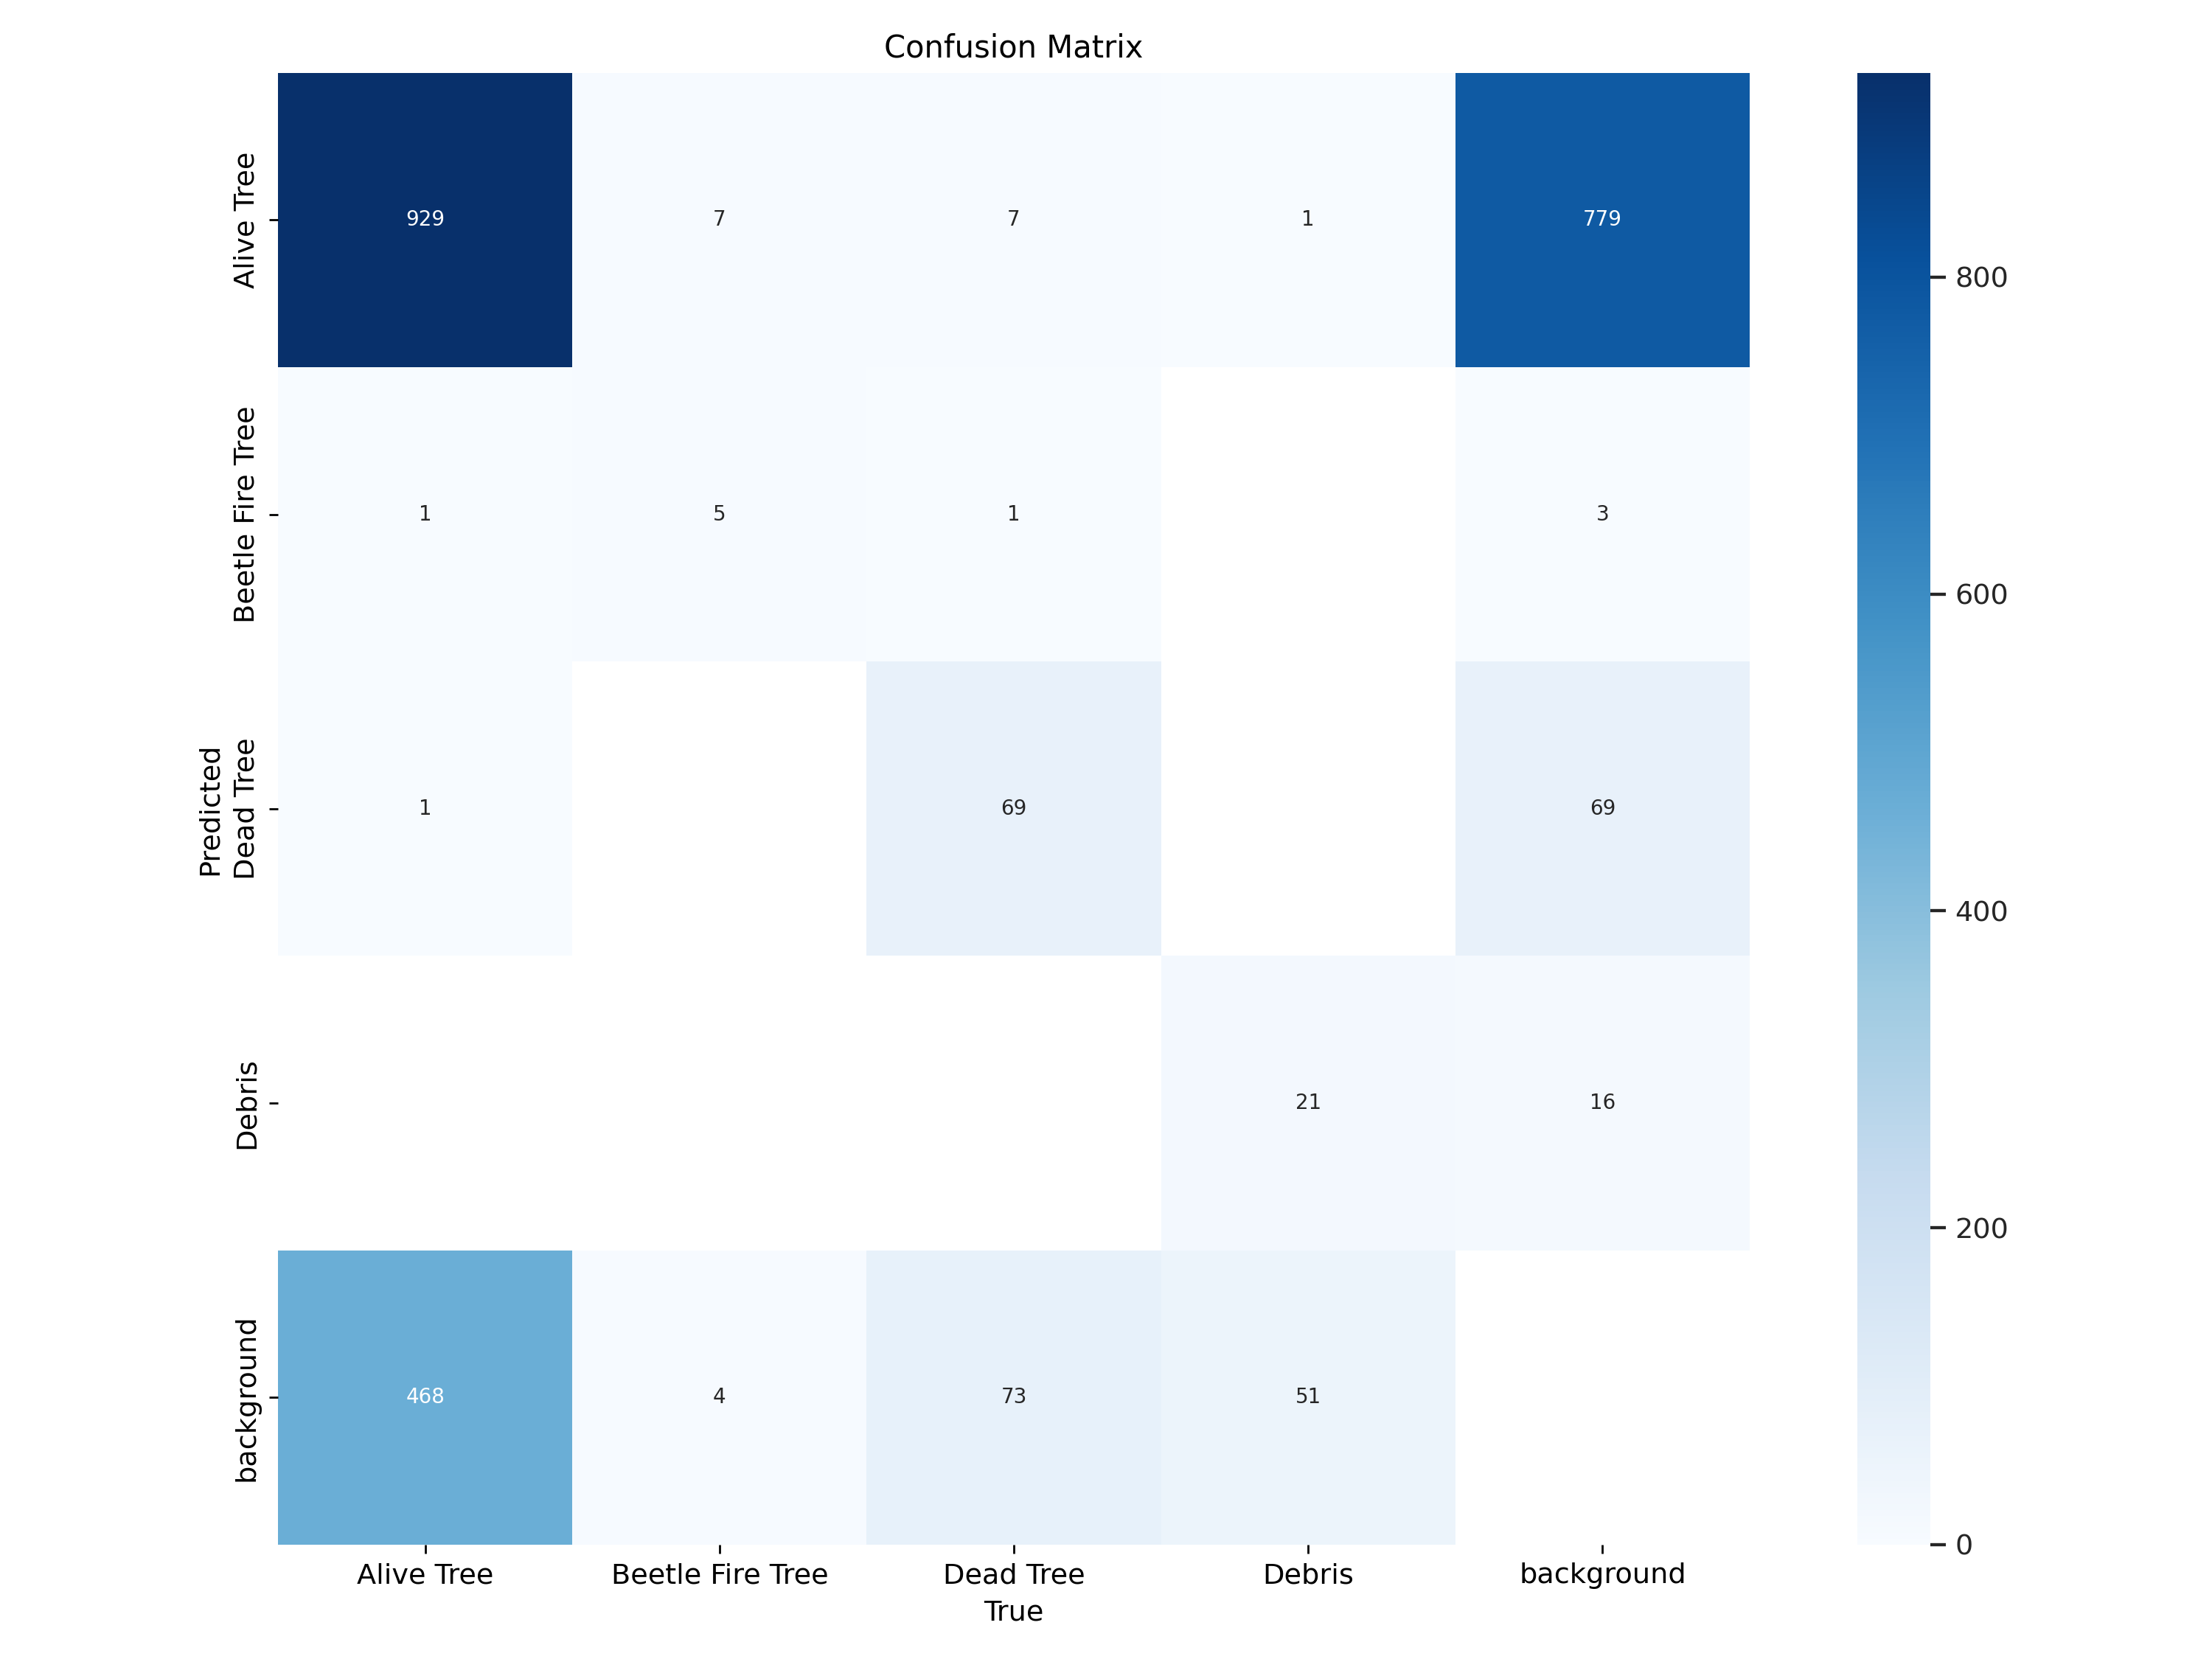 Confusion Matrix
Alive Tree
929 7 7 1 779
Beetle Fire Tree
1 5 1 3
Predicted
Dead Tree
1 69 69
Debris
21 16
background
468 4 73 51
Alive Tree Beetle Fire Tree Dead Tree Debris background
True
800
600
400
200
0